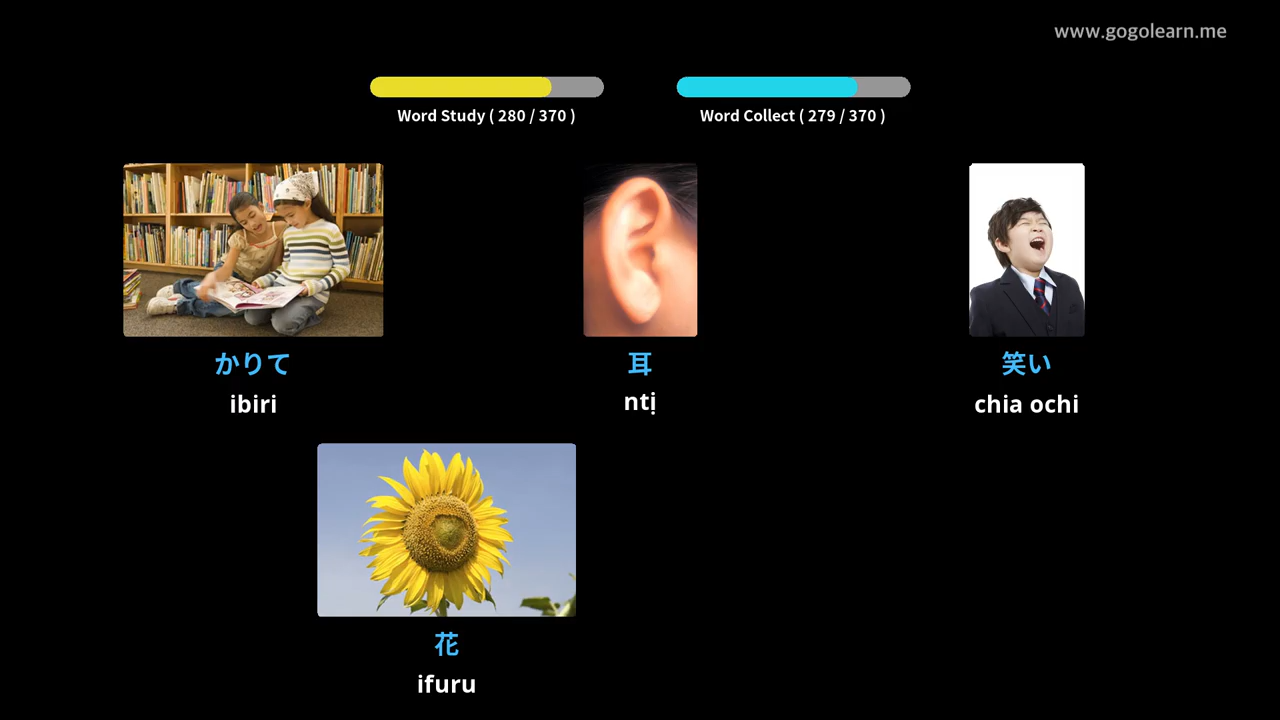 www.gogolearn.me
Word Study ( 280 / 370 )
Word Collect ( 279 / 370 )
かりて
ibiri
耳
ntị
笑い
chia ochi
花
ifuru